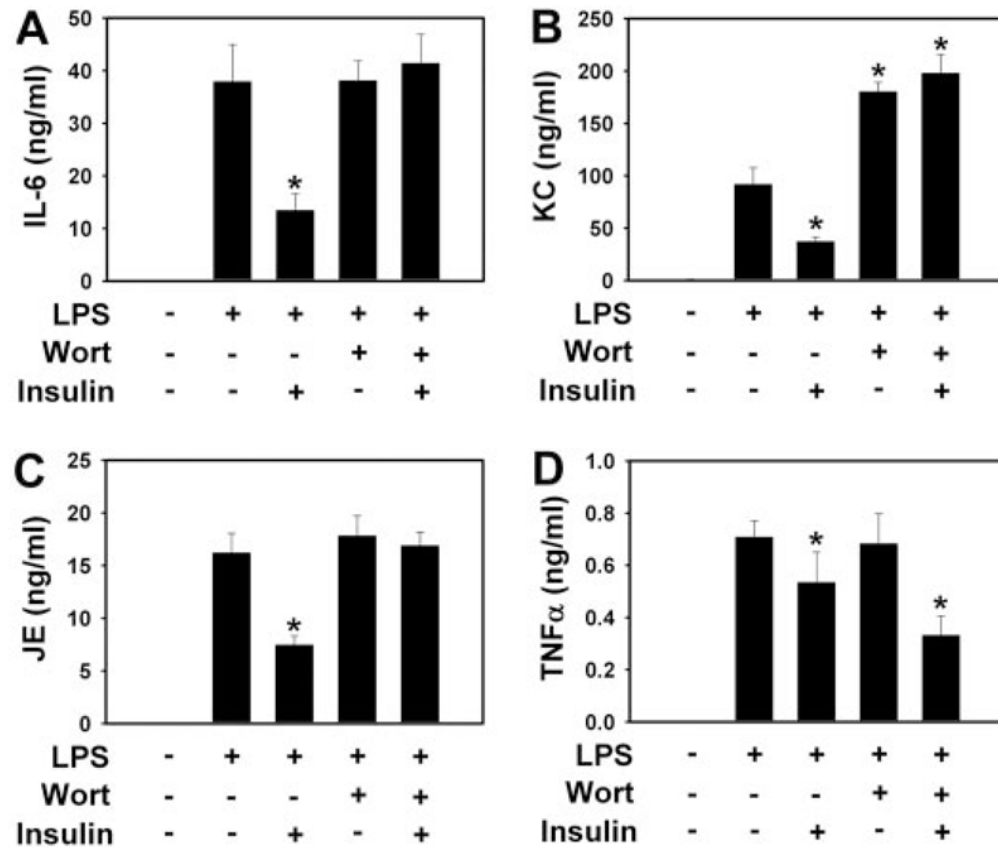 A
IL-6 (ng/ml)
50
40
30
20
10
0
*
LPS - + + + +
Wort - - - + +
Insulin - - + - +
B
KC (ng/ml)
250
200
150
100
50
0
* * *
LPS - + + + +
Wort - - - + +
Insulin - - + - +
C
JE (ng/ml)
25
20
15
10
5
0
*
LPS - + + + +
Wort - - - + +
Insulin - - + - +
D
TNFα (ng/ml)
1.0
0.8
0.6
0.4
0.2
0.0
* *
LPS - + + + +
Wort - - - + +
Insulin - - + - +